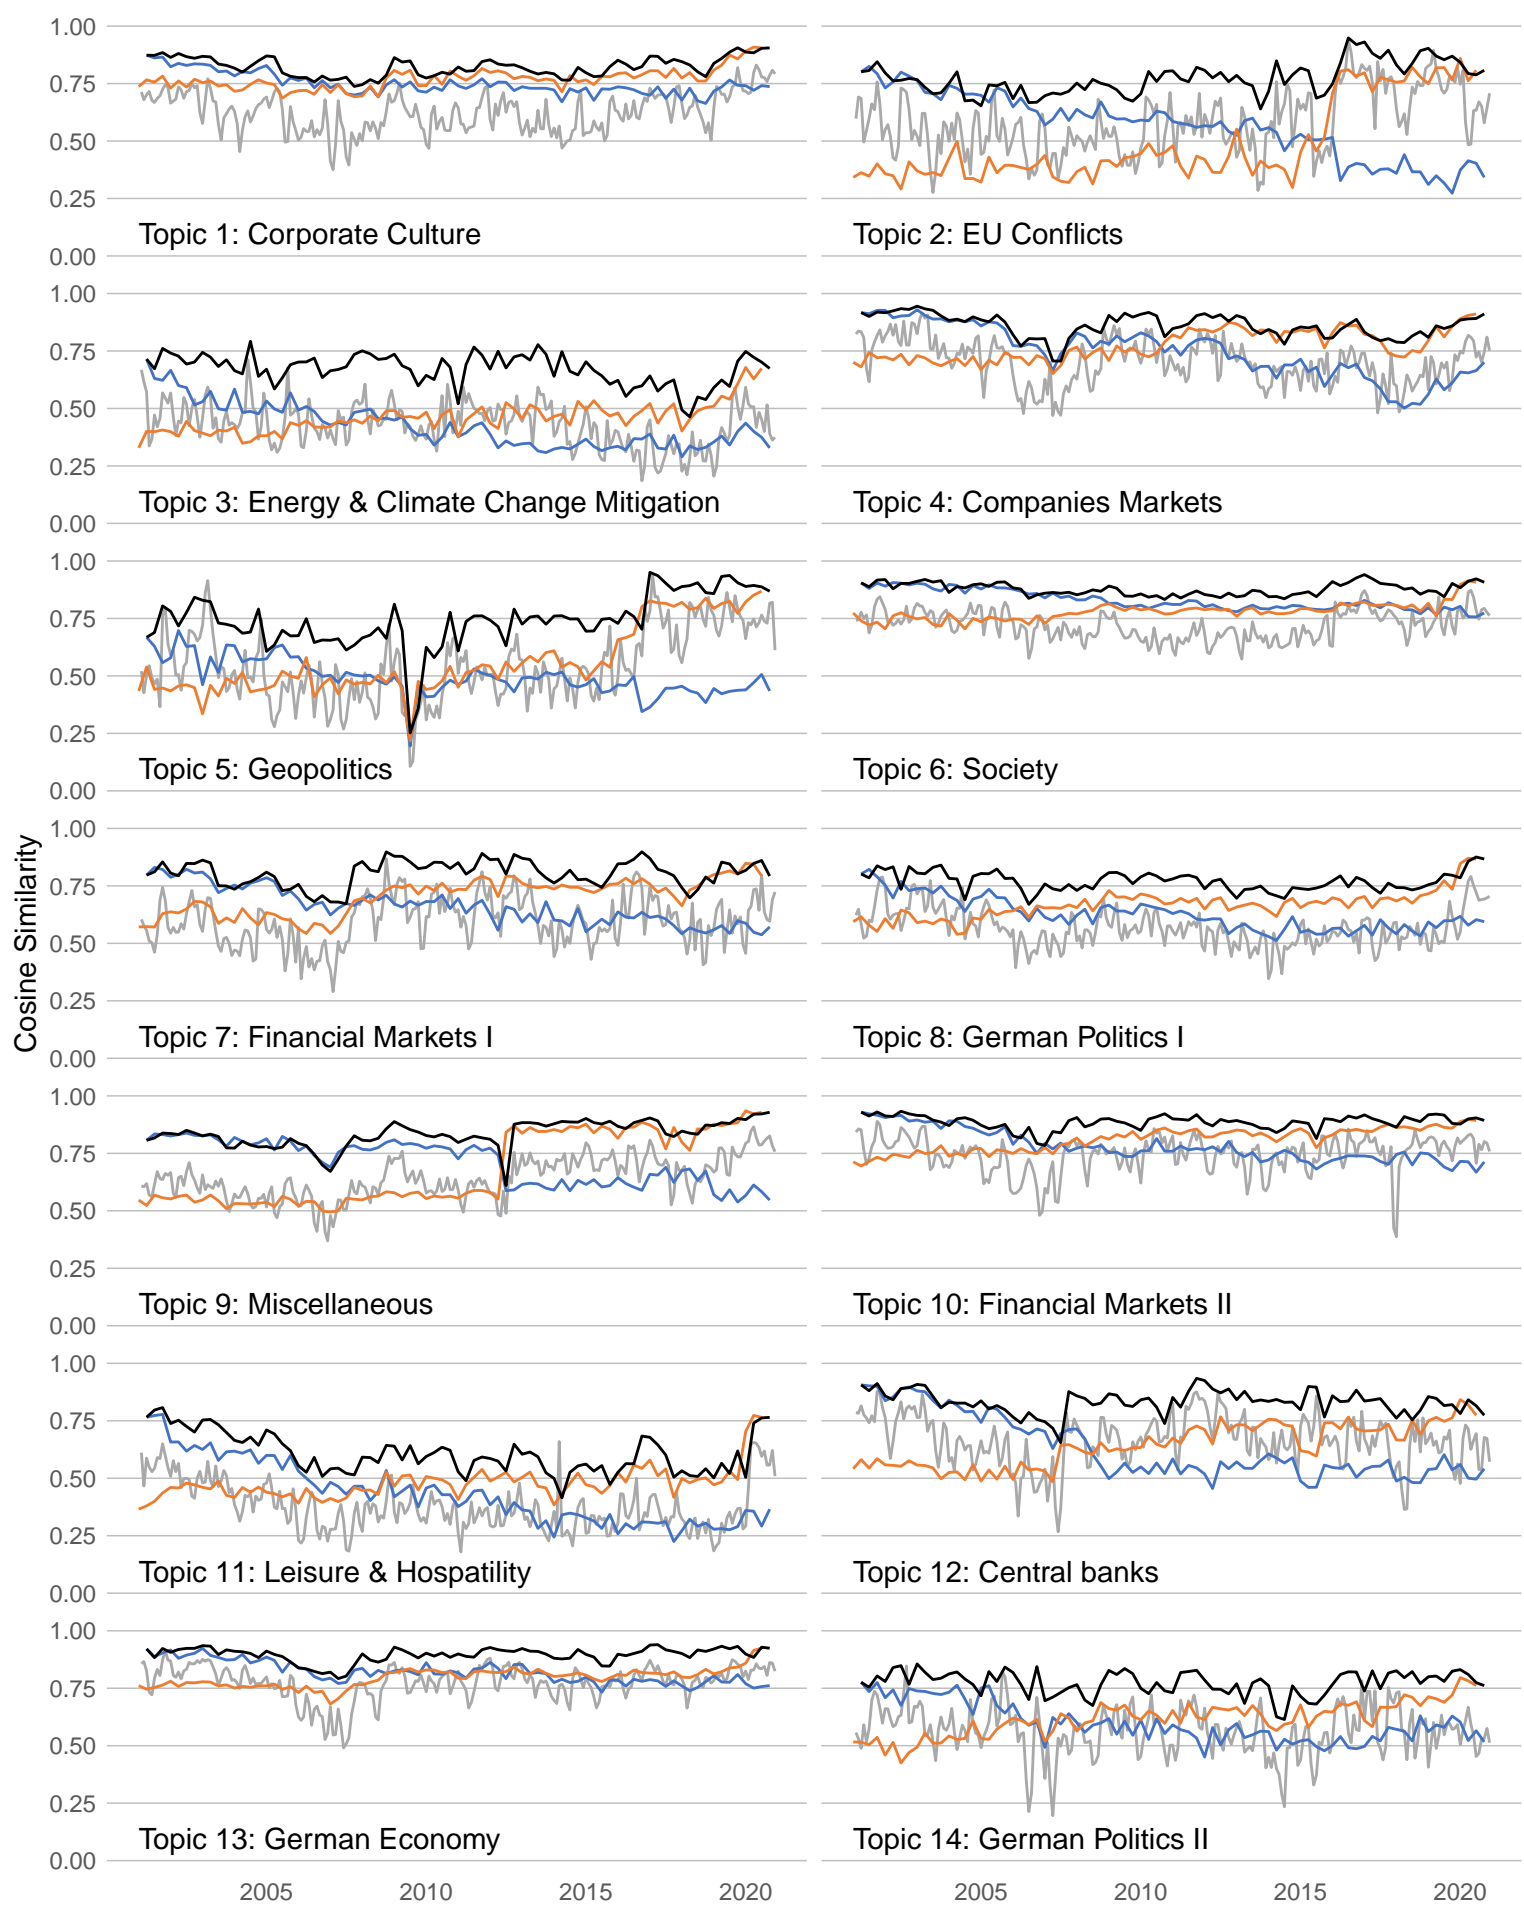 1.00
0.75
0.50
0.25
0.00
Topic 1: Corporate Culture
Topic 2: EU Conflicts
1.00
0.75
0.50
0.25
0.00
Topic 3: Energy & Climate Change Mitigation
Topic 4: Companies Markets
1.00
0.75
0.50
0.25
0.00
Topic 5: Geopolitics
Topic 6: Society
Cosine Similarity
1.00
0.75
0.50
0.25
0.00
Topic 7: Financial Markets I
Topic 8: German Politics I
1.00
0.75
0.50
0.25
0.00
Topic 9: Miscellaneous
Topic 10: Financial Markets II
1.00
0.75
0.50
0.25
0.00
Topic 11: Leisure & Hospatility
Topic 12: Central banks
1.00
0.75
0.50
0.25
0.00
Topic 13: German Economy
Topic 14: German Politics II
2005 2010 2015 2020
2005 2010 2015 2020